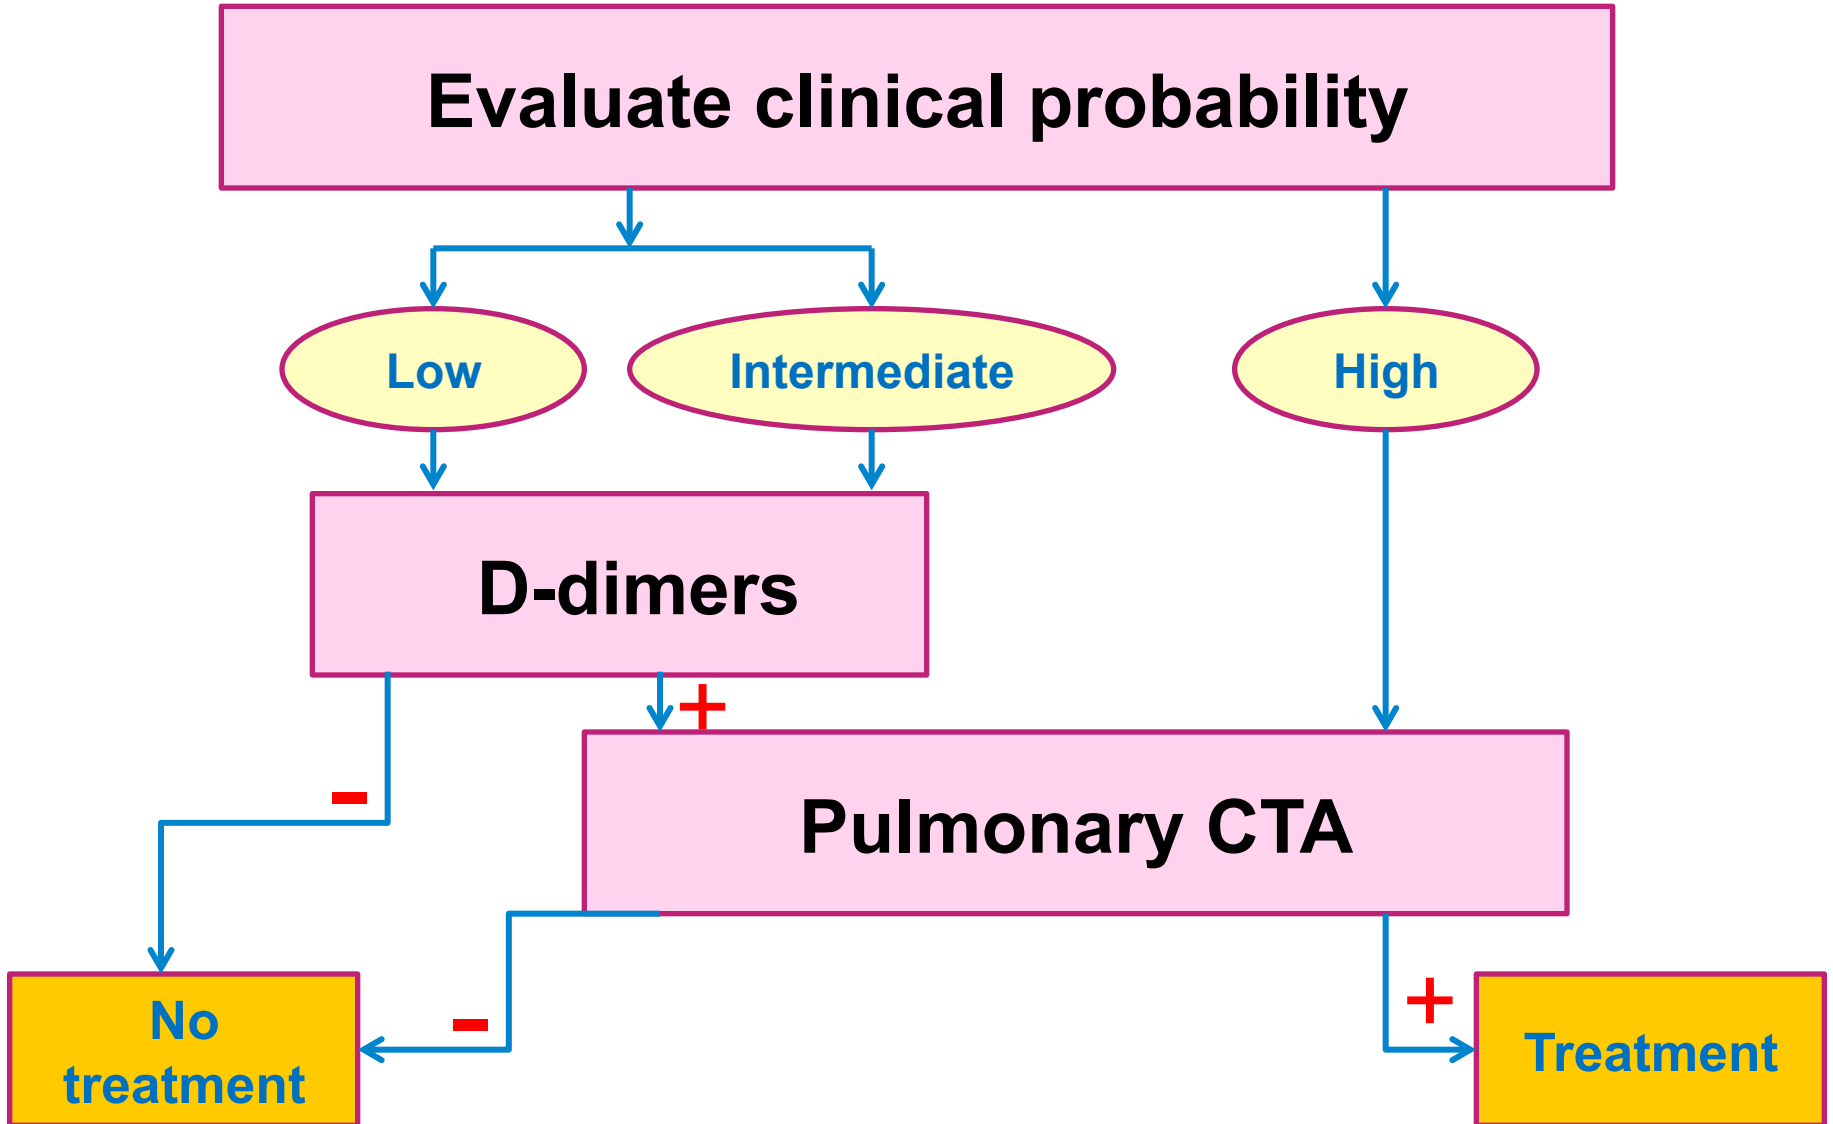 Evaluate clinical probability
Low
Intermediate
High
D-dimers
+
Pulmonary CTA
-
-
+
No
treatment
Treatment